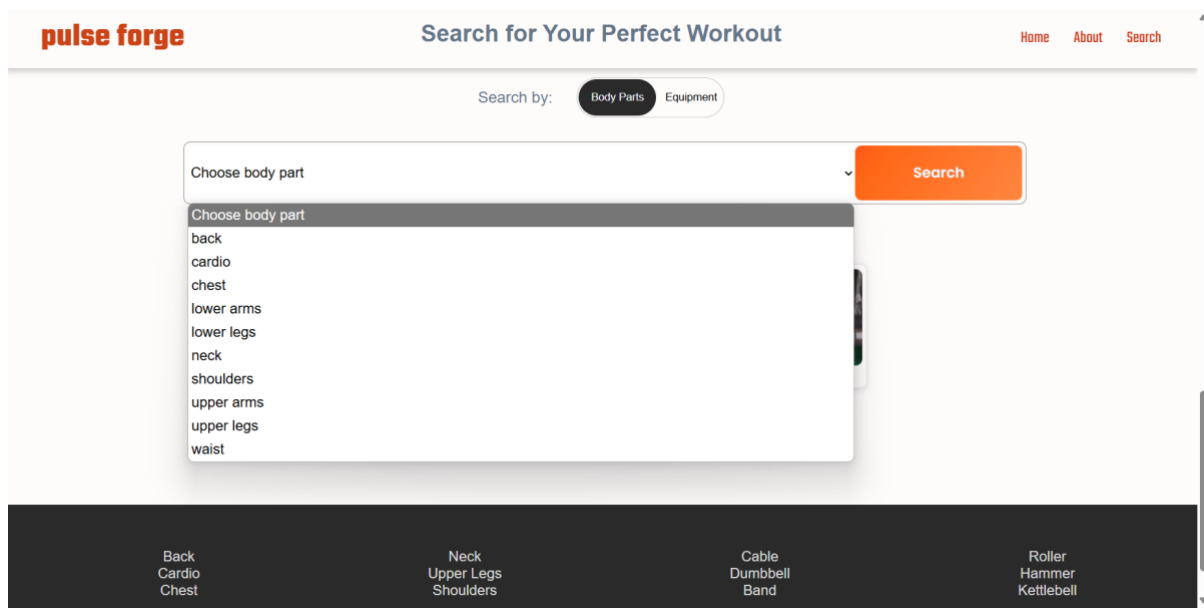 pulse forge
Search for Your Perfect Workout
Home About Search
Search by: Body Parts Equipment
Choose body part
Search
Choose body part
back
cardio
chest
lower arms
lower legs
neck
shoulders
upper arms
upper legs
waist
Back Neck Cable Roller
Cardio Upper Legs Dumbbell Hammer
Chest Shoulders Band Kettlebell